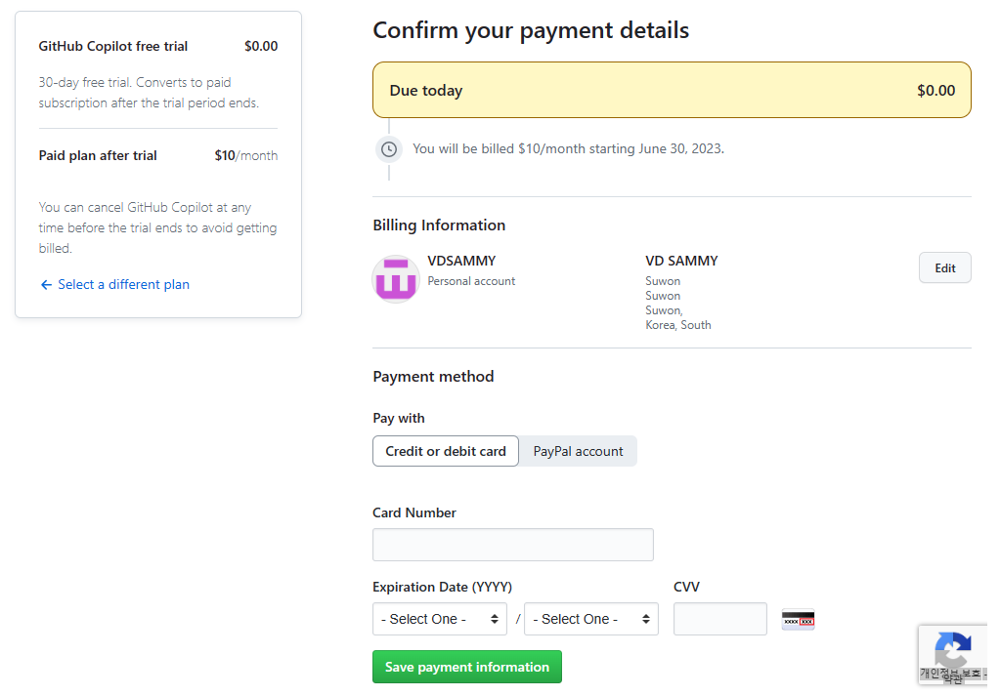 GitHub Copilot free trial $0.00
30-day free trial. Converts to paid
subscription after the trial period ends.
Paid plan after trial $10/month
You can cancel GitHub Copilot at any
time before the trial ends to avoid getting
billed.
← Select a different plan
Confirm your payment details
Due today $0.00
You will be billed $10/month starting June 30, 2023.
Billing Information
VDSAMMY
Personal account
VD SAMMY
Suwon
Suwon
Suwon,
Korea, South
Edit
Payment method
Pay with
Credit or debit card PayPal account
Card Number
Expiration Date (YYYY) CVV
- Select One - / - Select One -
xxxx xxx
Save payment information
개인정보 보호 -
약관